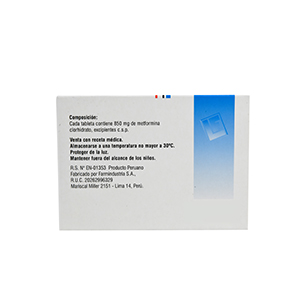 Composición:
Cada tableta contiene 850 mg de metformina
clorhidrato, excipientes c.s.p.
Venta con receta médica.
Almacenarse a una temperatura no mayor a 30ºC.
Proteger de la luz.
Mantener fuera del alcance de los niños.
R.S. Nº EN-01353 Producto Peruano
Fabricado por Farmindustria S.A.,
R.U.C. 20262996329
Mariscal Miller 2151 - Lima 14, Perú.